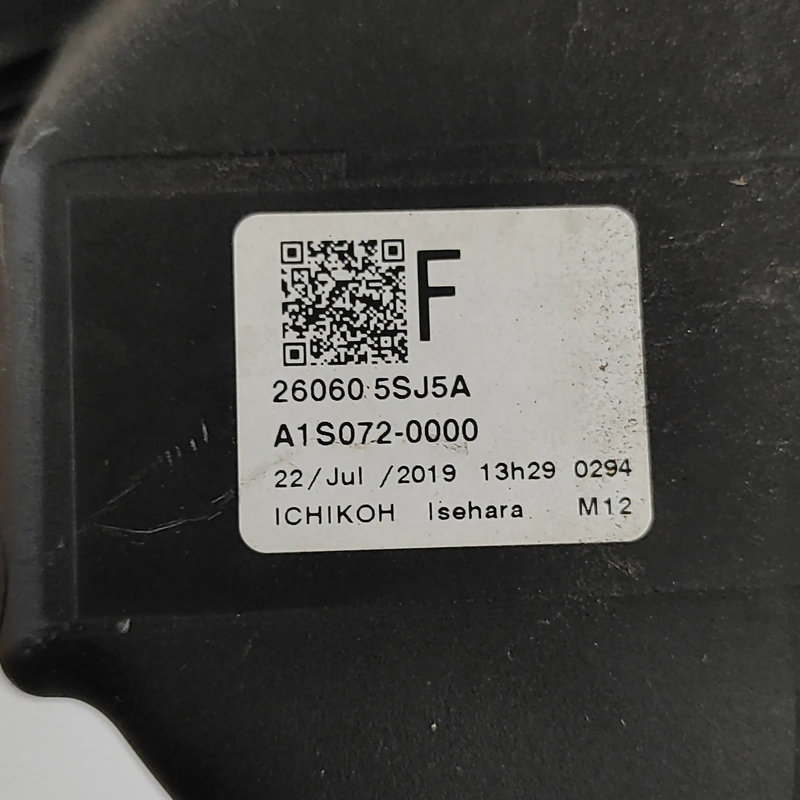 F
26060 5SJ5A
A1S072-0000
22/Jul /2019 13h29 0294
ICHIKOH Isehara M12